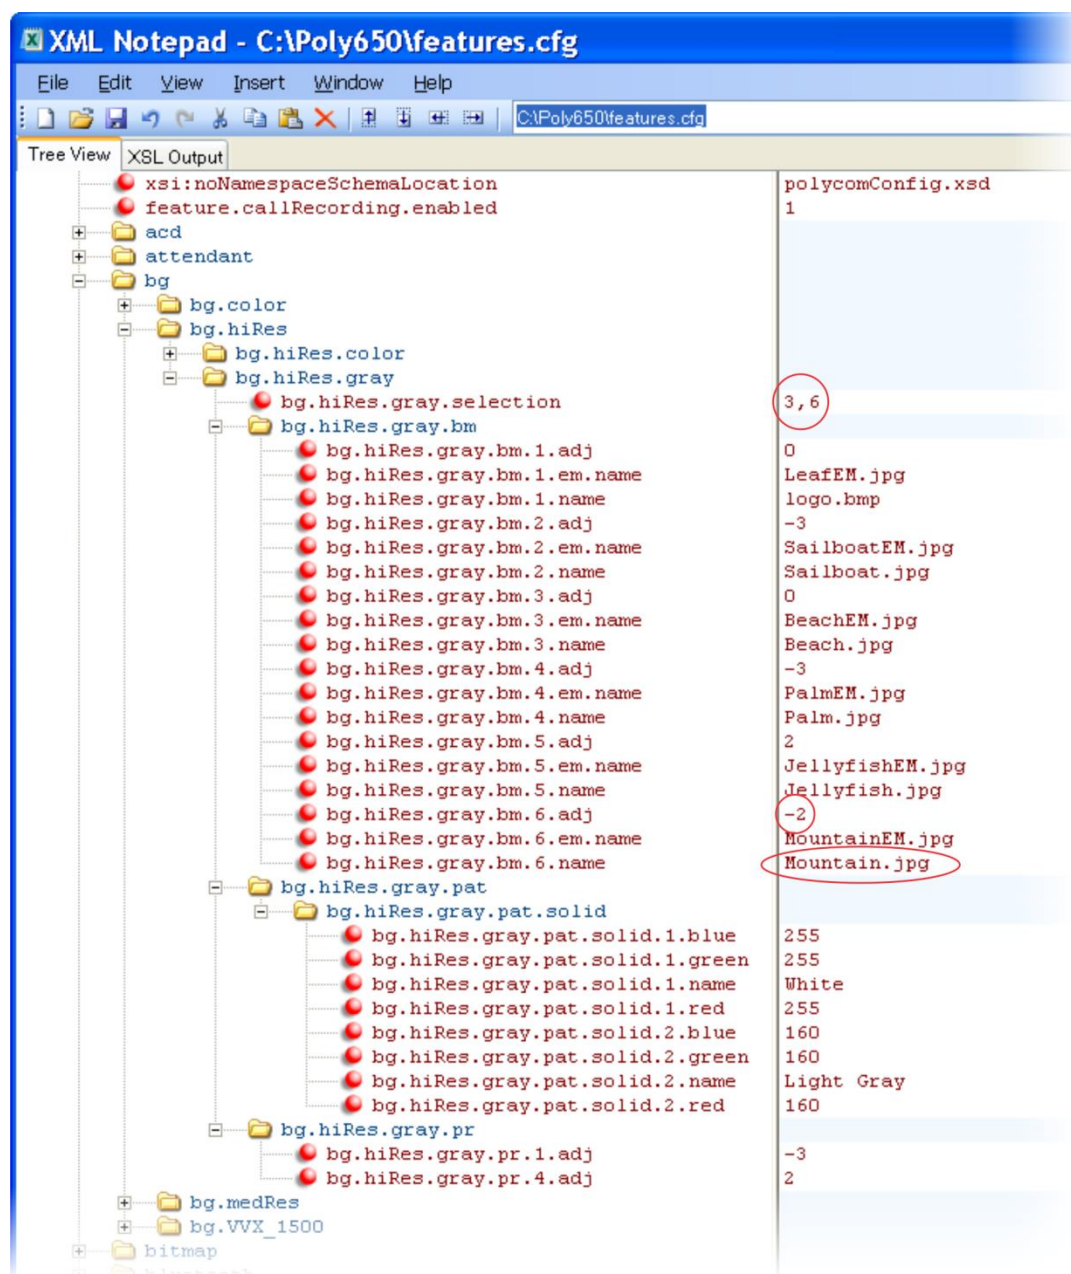 XML Notepad - C:\Poly650\features.cfg
File Edit View Insert Window Help
C:\Poly650\features.cfg
Tree View XSL Output
xsi:noNamespaceSchemaLocation polycomConfig.xsd
feature.callRecording.enabled 1
acd
attendant
bg
bg.color
bg.hiRes
bg.hiRes.color
bg.hiRes.gray
bg.hiRes.gray.selection 3,6
bg.hiRes.gray.bm
bg.hiRes.gray.bm.1.adj 0
bg.hiRes.gray.bm.1.em.name LeafEM.jpg
bg.hiRes.gray.bm.1.name logo.bmp
bg.hiRes.gray.bm.2.adj -3
bg.hiRes.gray.bm.2.em.name SailboatEM.jpg
bg.hiRes.gray.bm.2.name Sailboat.jpg
bg.hiRes.gray.bm.3.adj 0
bg.hiRes.gray.bm.3.em.name BeachEM.jpg
bg.hiRes.gray.bm.3.name Beach.jpg
bg.hiRes.gray.bm.4.adj -3
bg.hiRes.gray.bm.4.em.name PalmEM.jpg
bg.hiRes.gray.bm.4.name Palm.jpg
bg.hiRes.gray.bm.5.adj 2
bg.hiRes.gray.bm.5.em.name JellyfishEM.jpg
bg.hiRes.gray.bm.5.name Jellyfish.jpg
bg.hiRes.gray.bm.6.adj -2
bg.hiRes.gray.bm.6.em.name MountainEM.jpg
bg.hiRes.gray.bm.6.name Mountain.jpg
bg.hiRes.gray.pat
bg.hiRes.gray.pat.solid
bg.hiRes.gray.pat.solid.1.blue 255
bg.hiRes.gray.pat.solid.1.green 255
bg.hiRes.gray.pat.solid.1.name White
bg.hiRes.gray.pat.solid.1.red 255
bg.hiRes.gray.pat.solid.2.blue 160
bg.hiRes.gray.pat.solid.2.green 160
bg.hiRes.gray.pat.solid.2.name Light Gray
bg.hiRes.gray.pat.solid.2.red 160
bg.hiRes.gray.pr
bg.hiRes.gray.pr.1.adj -3
bg.hiRes.gray.pr.4.adj 2
bg.medRes
bg.VVX_1500
bitmap